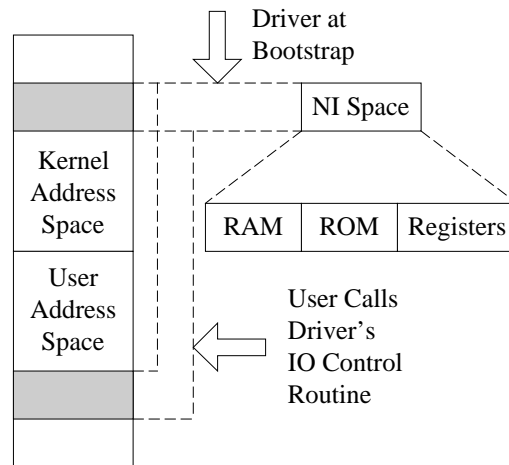 Driver at
Bootstrap
NI Space
Kernel
Address
Space
RAM ROM Registers
User
Address
Space
User Calls
Driver’s
IO Control
Routine